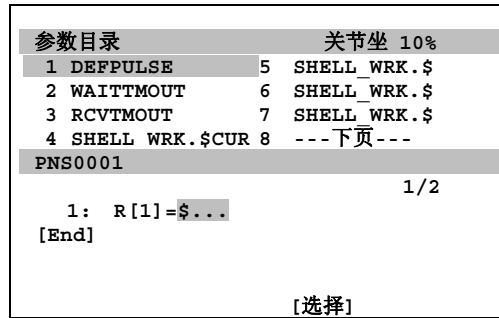 参数目录 关节坐 10%
1 DEFPULSE 5 SHELL_WRK.$
2 WAITTMOUT 6 SHELL_WRK.$
3 RCVTMOUT 7 SHELL_WRK.$
4 SHELL WRK.$CUR 8 ---下页---
PNS0001
1/2
1: R[1]=$...
[End]
[选择]